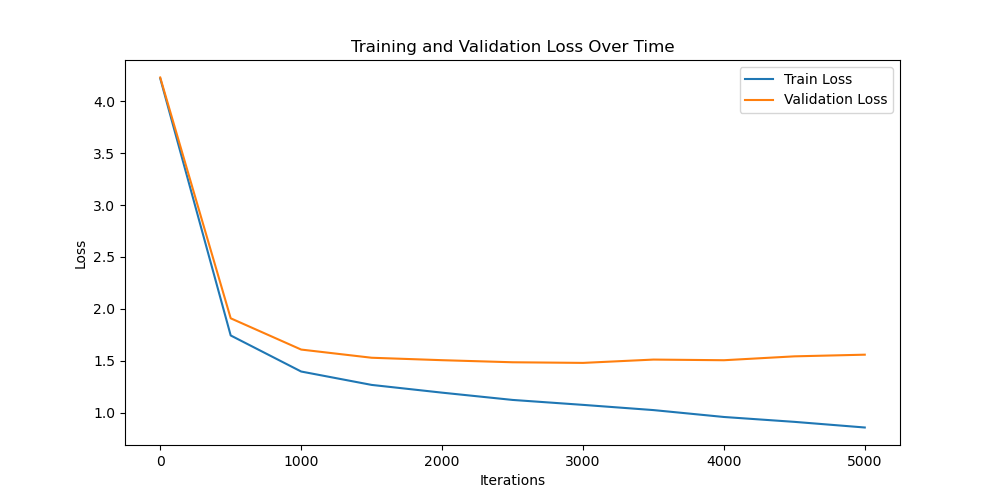 Training and Validation Loss Over Time
Train Loss
Validation Loss
4.0
3.5
3.0
2.5
2.0
1.5
1.0
Loss
0
1000
2000
3000
4000
5000
Iterations